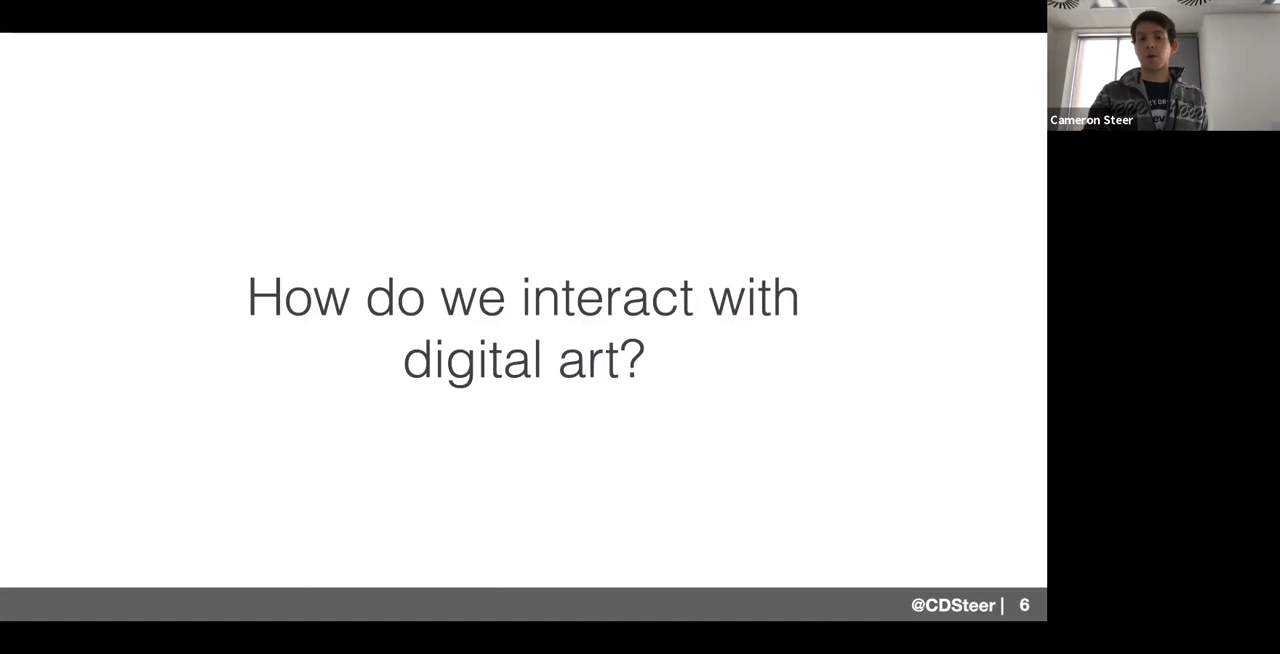 How do we interact with
digital art?
Cameron Steer
@CDSteer | 6